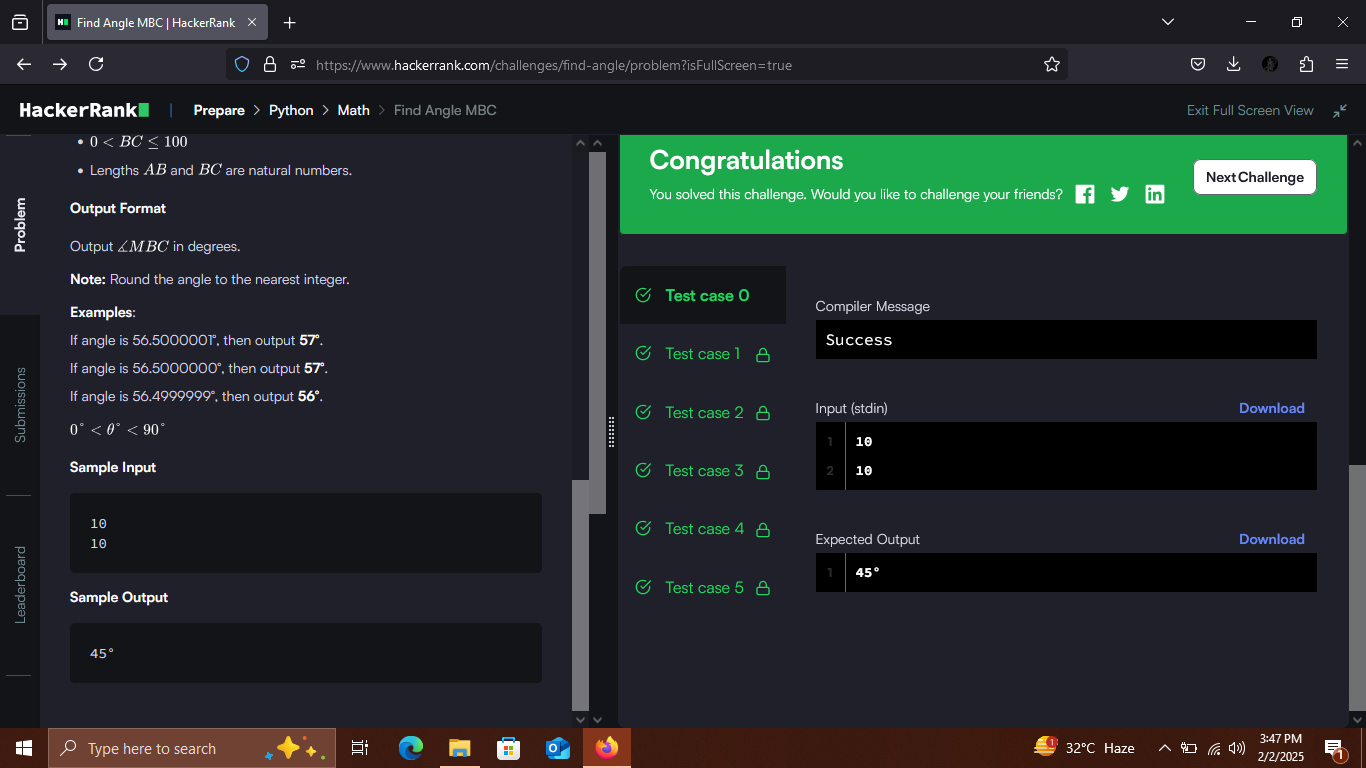 Find Angle MBC | HackerRank
https://www.hackerrank.com/challenges/find-angle/problem?isFullScreen=true
HackerRank
Prepare > Python > Math > Find Angle MBC
Exit Full Screen View
Problem
Submissions
Leaderboard
• 0 < BC ≤ 100
• Lengths AB and BC are natural numbers.
Output Format
Output ∡MBC in degrees.
Note: Round the angle to the nearest integer.
Examples:
If angle is 56.5000001°, then output 57°.
If angle is 56.5000000°, then output 57°.
If angle is 56.4999999°, then output 56°.
0° < θ° < 90°
Sample Input
10
10
Sample Output
45°
Congratulations
You solved this challenge. Would you like to challenge your friends?
Next Challenge
Test case 0
Test case 1
Test case 2
Test case 3
Test case 4
Test case 5
Compiler Message
Success
Input (stdin)
Download
1 10
2 10
Expected Output
Download
1 45°
Type here to search
32°C Haze
3:47 PM
2/2/2025
1
1